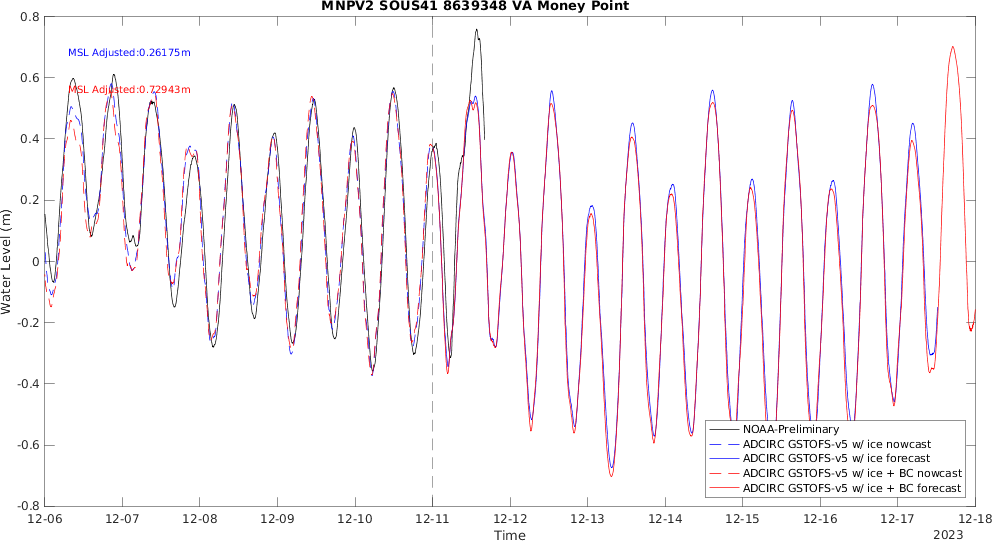 MNPV2 SOUS41 8639348 VA Money Point
MSL Adjusted:0.26175m
MSL Adjusted:0.72943m
Water Level (m)
0.8
0.6
0.4
0.2
0
-0.2
-0.4
-0.6
-0.8
NOAA-Preliminary
ADCIRC GSTOFS-v5 w/ ice nowcast
ADCIRC GSTOFS-v5 w/ ice forecast
ADCIRC GSTOFS-v5 w/ ice + BC nowcast
ADCIRC GSTOFS-v5 w/ ice + BC forecast
12-06 12-07 12-08 12-09 12-10 12-11 12-12 12-13 12-14 12-15 12-16 12-17 12-18
Time
2023